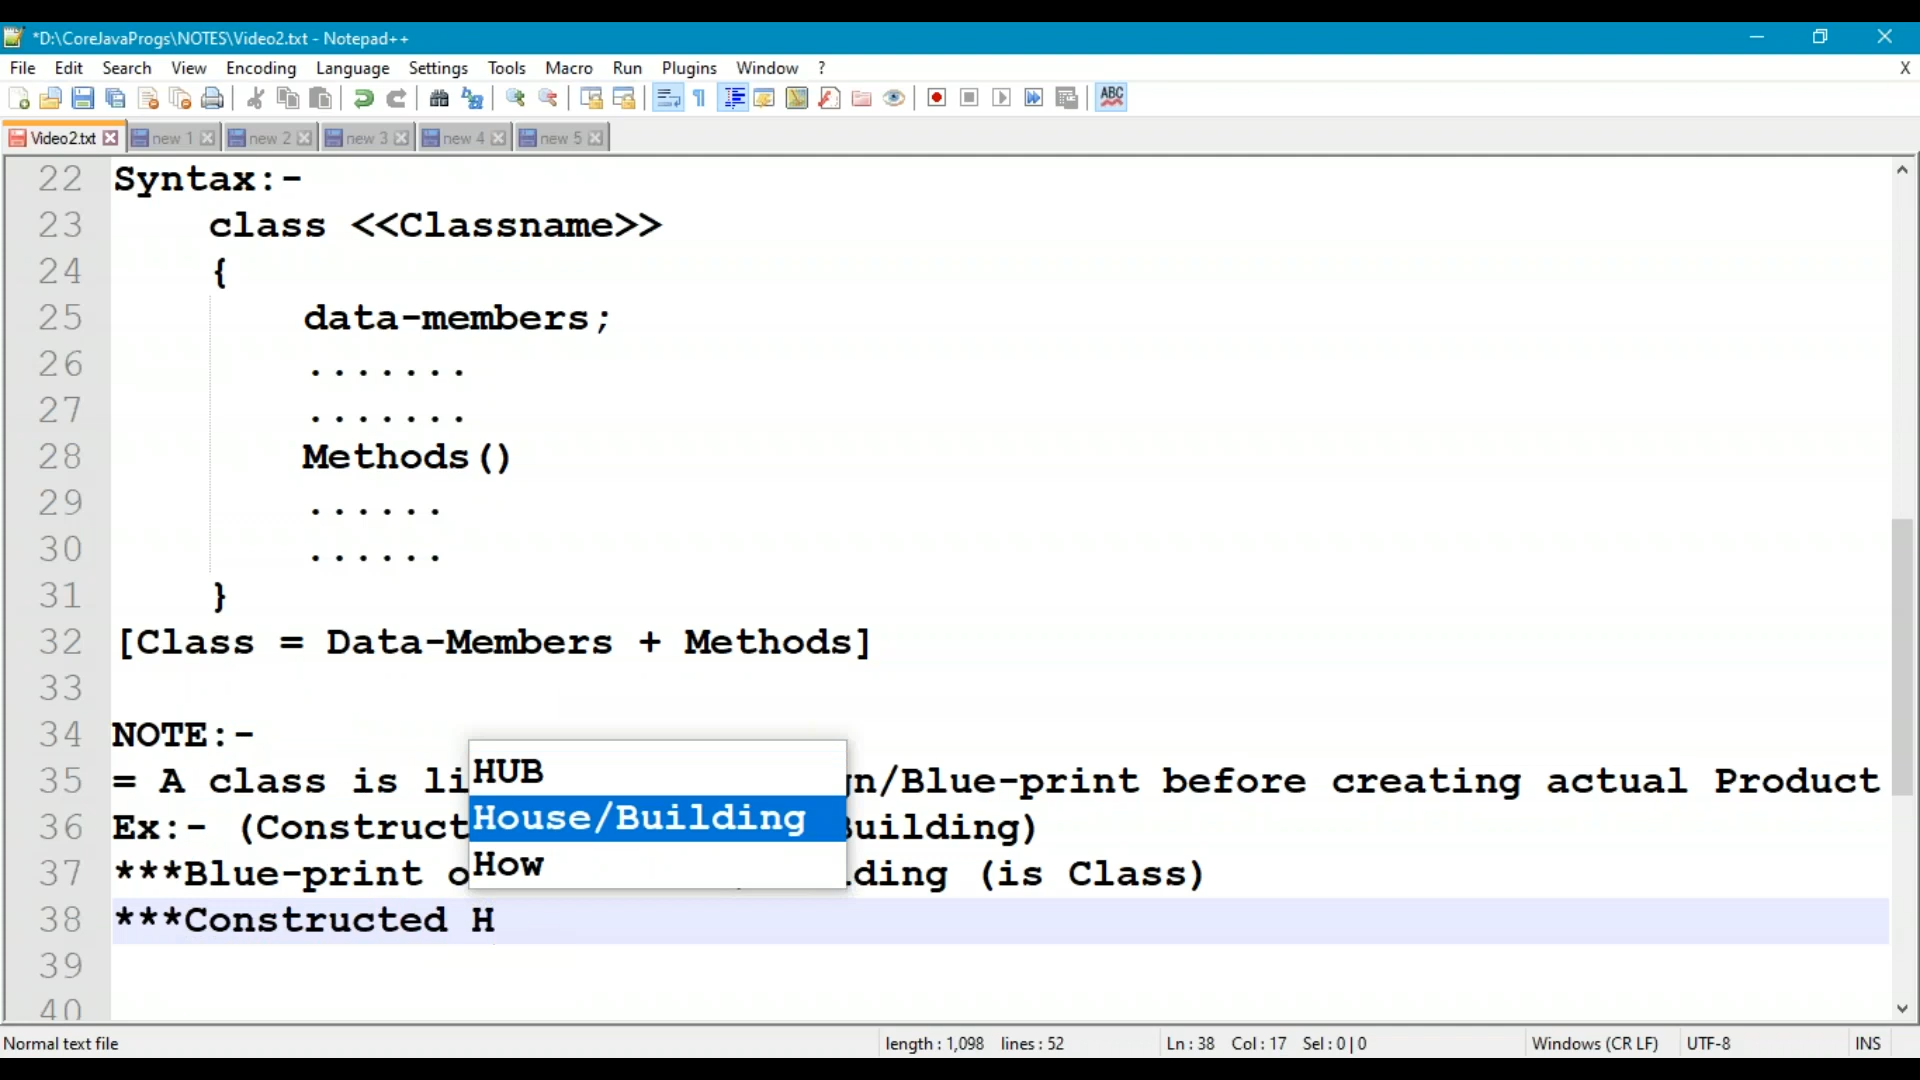 *D:\CoreJavaProgs\NOTES\Video2.txt - Notepad++
File Edit Search View Encoding Language Settings Tools Macro Run Plugins Window ? X
Video2.txt new 1 new 2 new 3 new 4 new 5
22 Syntax:-
23 class <<Classname>>
24 {
25 data-members;
26 .......
27 .......
28 Methods()
29 ......
30 ......
31 }
32 [Class = Data-Members + Methods]
33
34 NOTE:-
HUB
35 = A class is li gn/Blue-print before creating actual Product
House/Building
36 Ex:- (Construct Building)
How
37 ***Blue-print o ding (is Class)
38 ***Constructed H
39
40
Normal text file length : 1,098 lines : 52 Ln : 38 Col : 17 Sel : 0 | 0 Windows (CR LF) UTF-8 INS